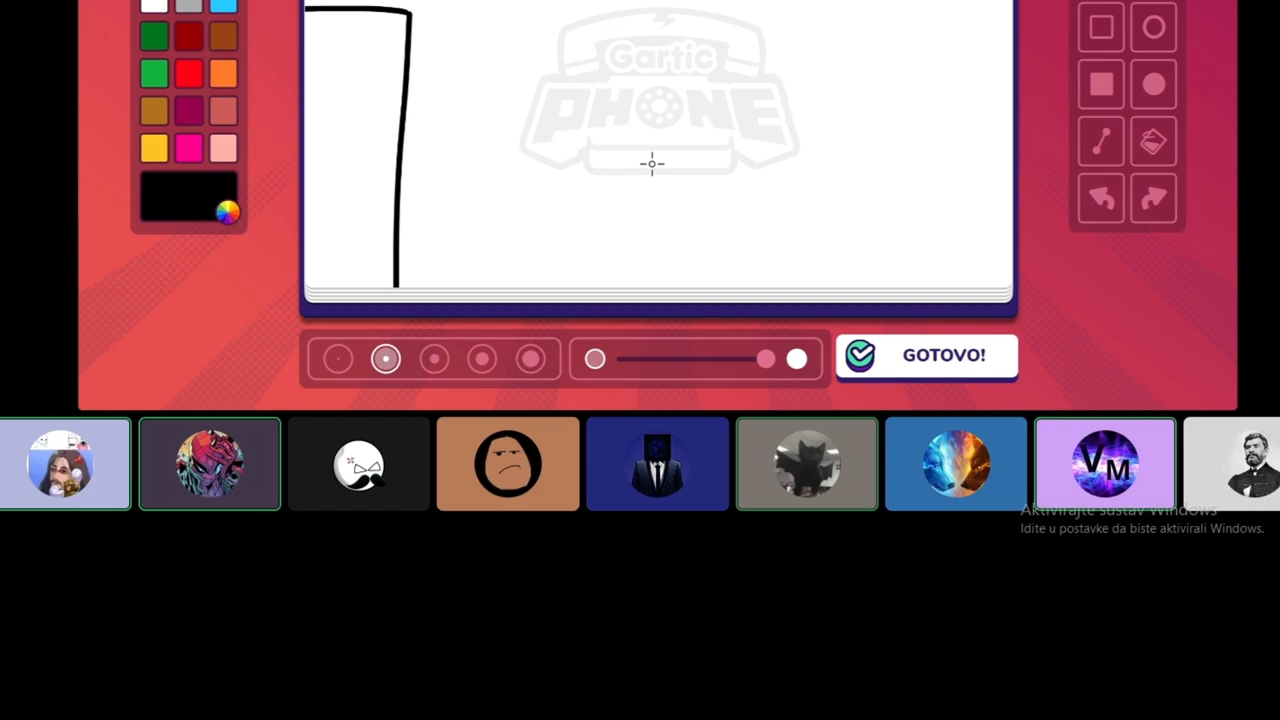 Gartic
PHONE
GOTOVO!
VM
Aktivirajte sustav Windows
Idite u postavke da biste aktivirali Windows.